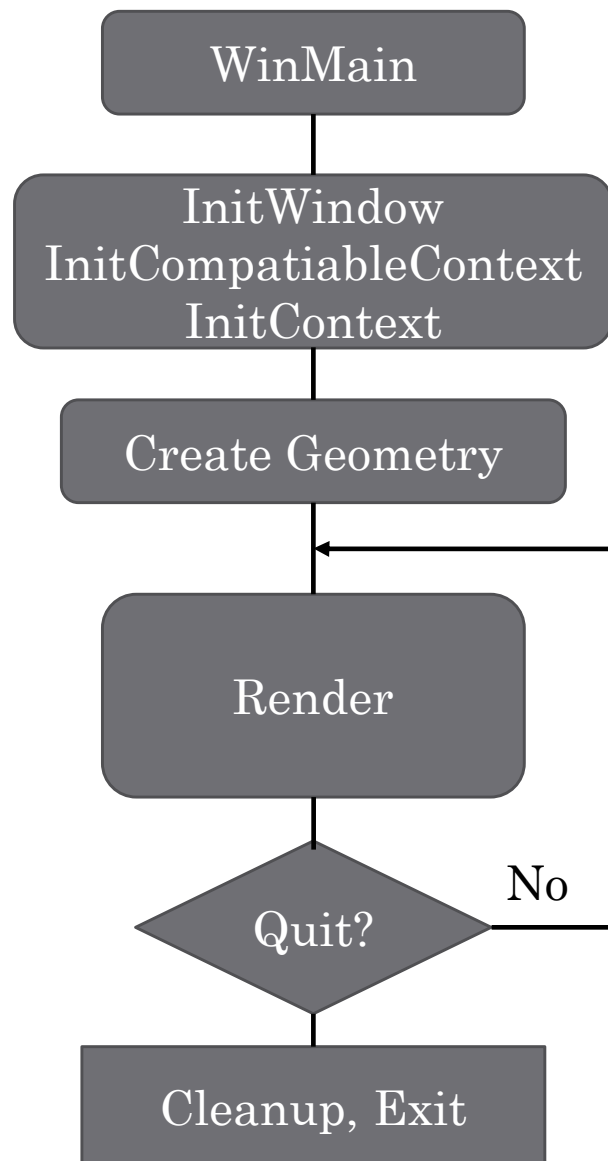 WinMain
InitWindow
InitCompatiableContext
InitContext
Create Geometry
Render
No
Quit?
Cleanup, Exit